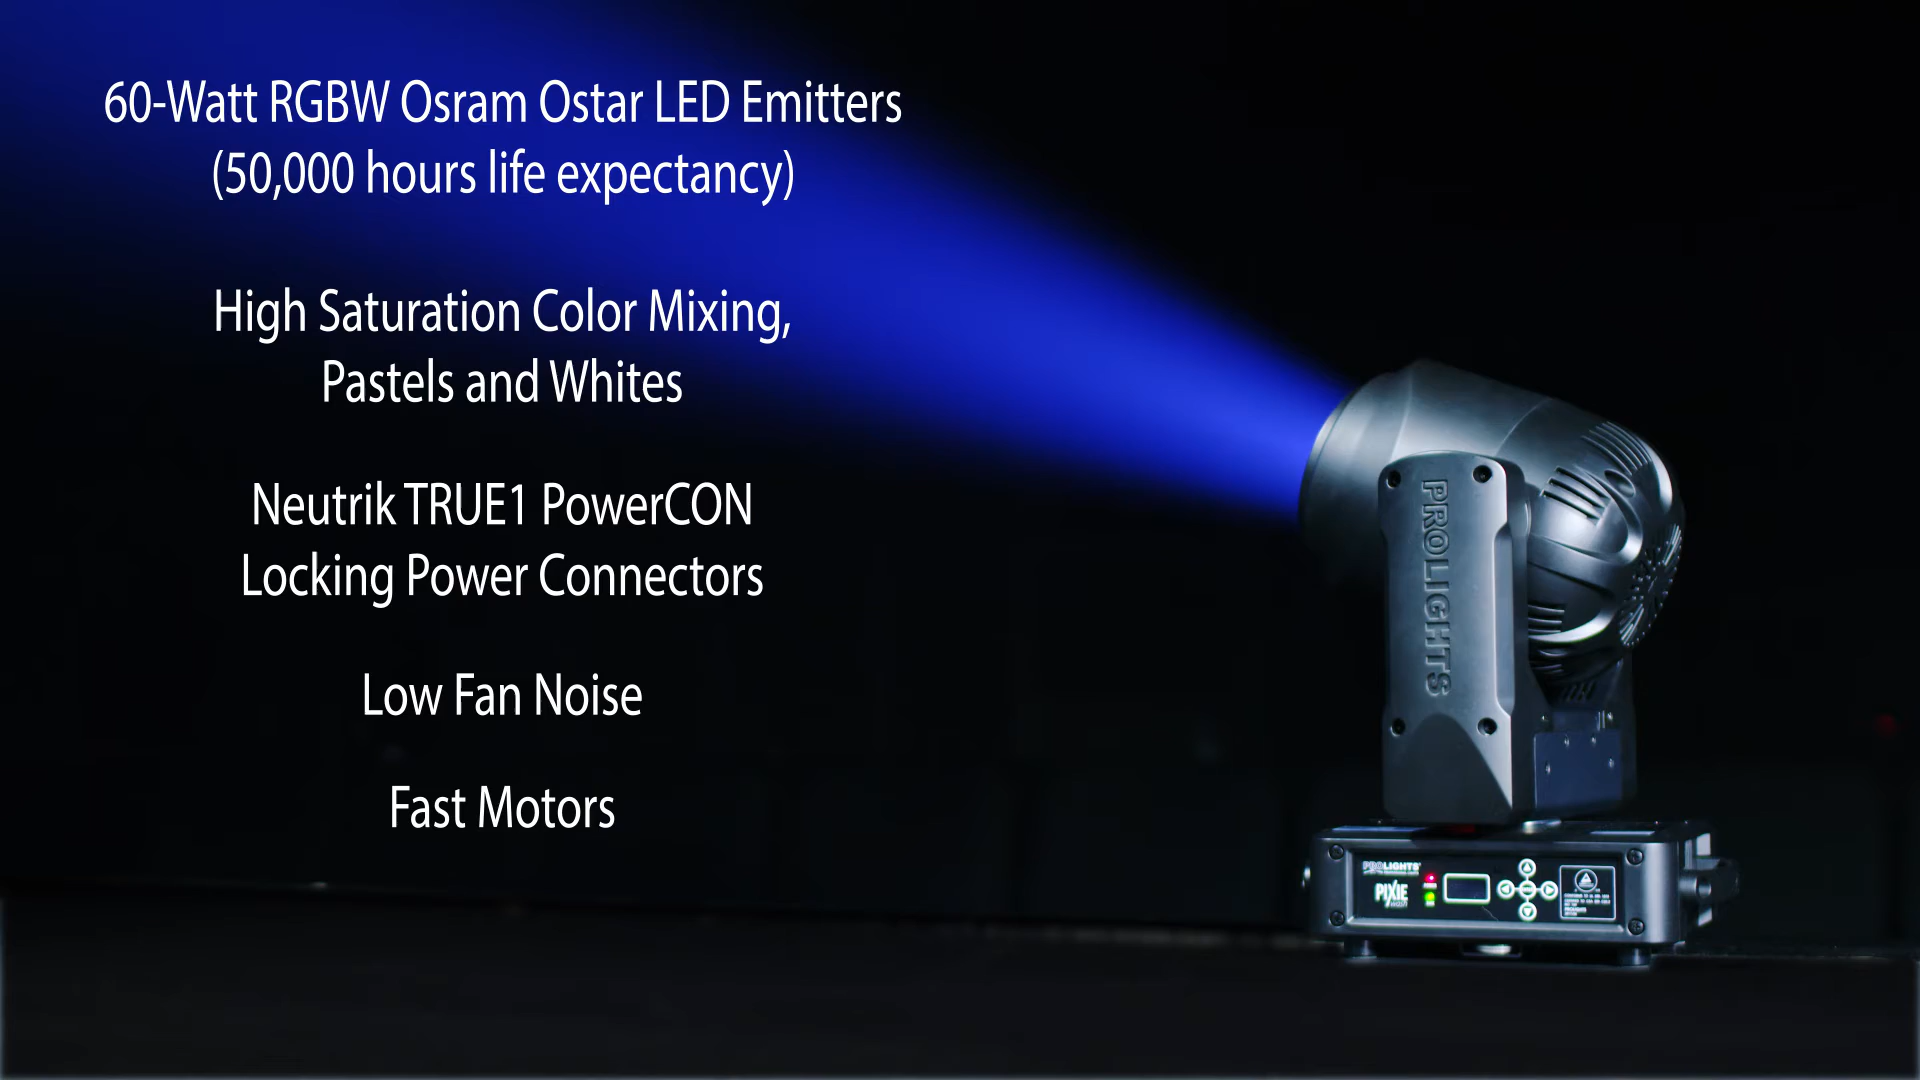 60-Watt RGBW Osram Ostar LED Emitters
(50,000 hours life expectancy)
High Saturation Color Mixing,
Pastels and Whites
Neutrik TRUE1 PowerCON
Locking Power Connectors
Low Fan Noise
Fast Motors
PROLIGHTS
PROLIGHTS
PIXIE
wash